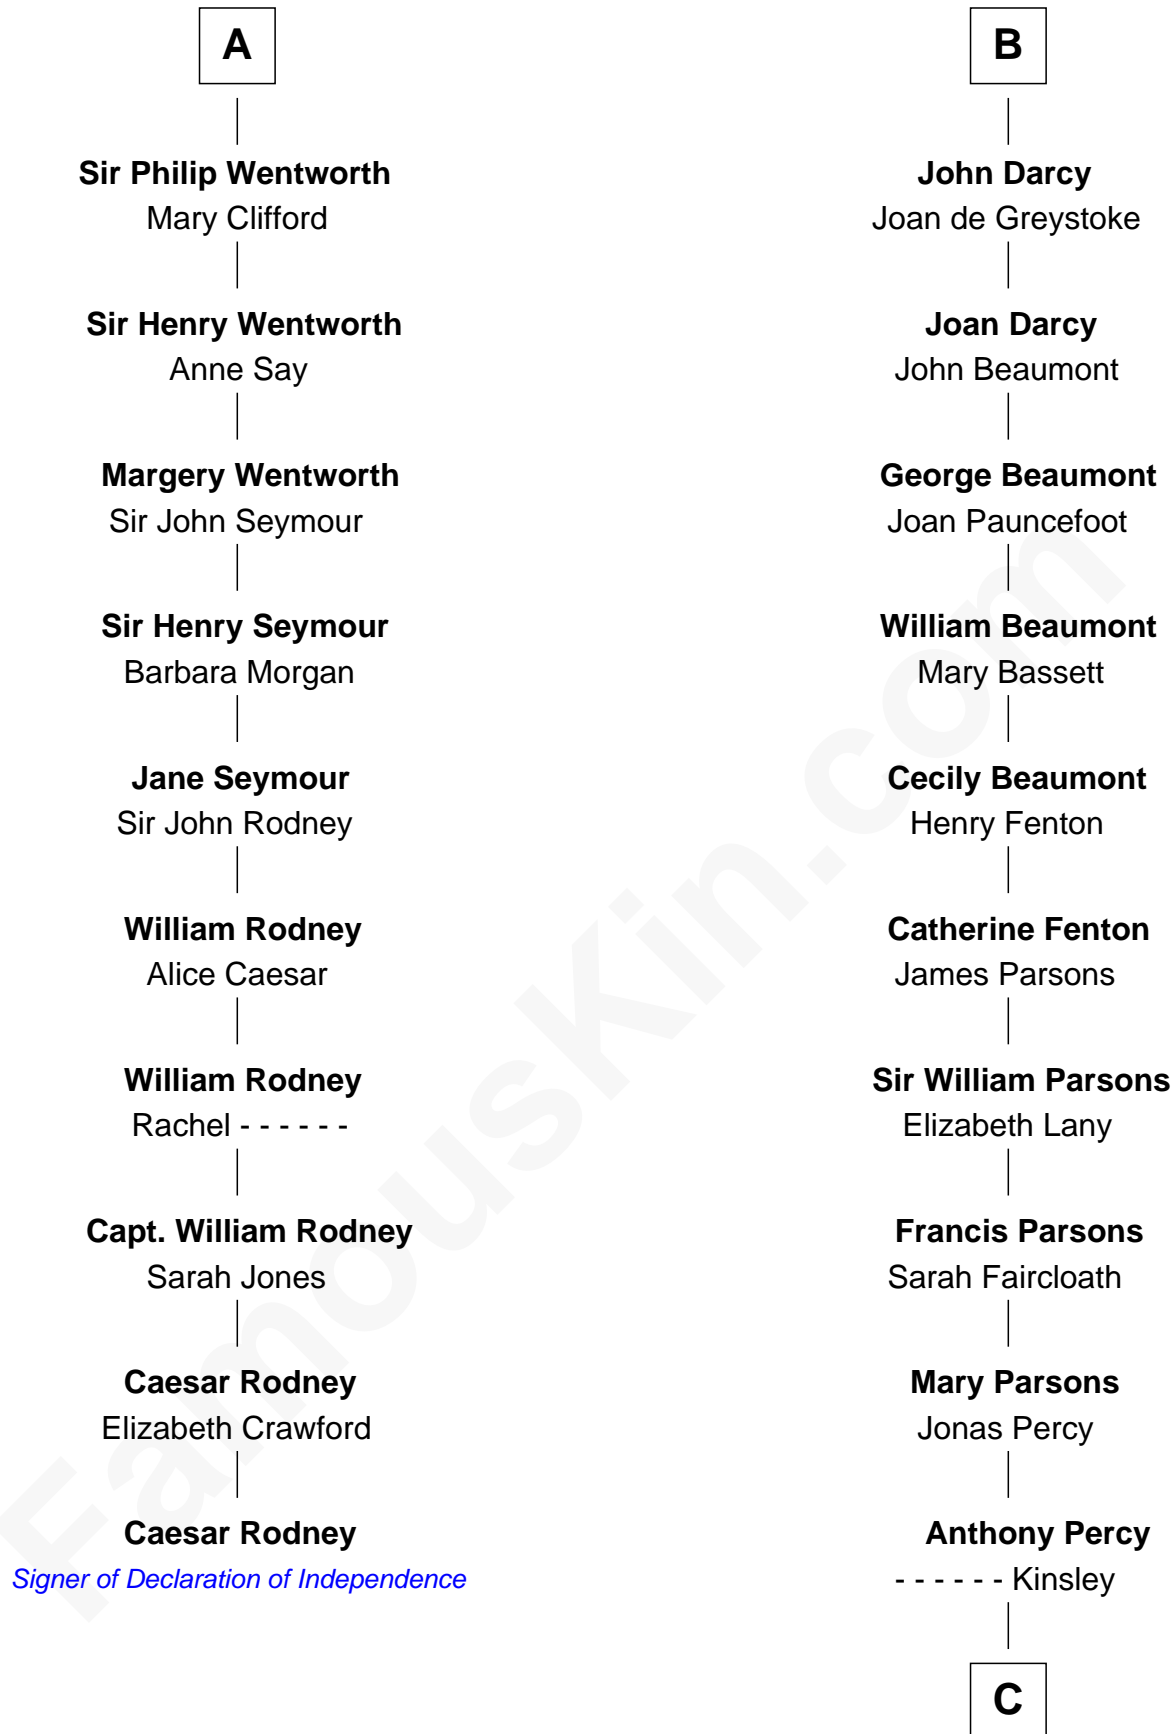 A
Sir Philip Wentworth
Mary Clifford
Sir Henry Wentworth
Anne Say
Margery Wentworth
Sir John Seymour
Sir Henry Seymour
Barbara Morgan
Jane Seymour
Sir John Rodney
William Rodney
Alice Caesar
William Rodney
Rachel - - - - - -
Capt. William Rodney
Sarah Jones
Caesar Rodney
Elizabeth Crawford
Caesar Rodney
Signer of Declaration of Independence
B
John Darcy
Joan de Greystoke
Joan Darcy
John Beaumont
George Beaumont
Joan Pauncefoot
William Beaumont
Mary Bassett
Cecily Beaumont
Henry Fenton
Catherine Fenton
James Parsons
Sir William Parsons
Elizabeth Lany
Francis Parsons
Sarah Faircloath
Mary Parsons
Jonas Percy
Anthony Percy
- - - - - - Kinsley
C
FamousKin.com